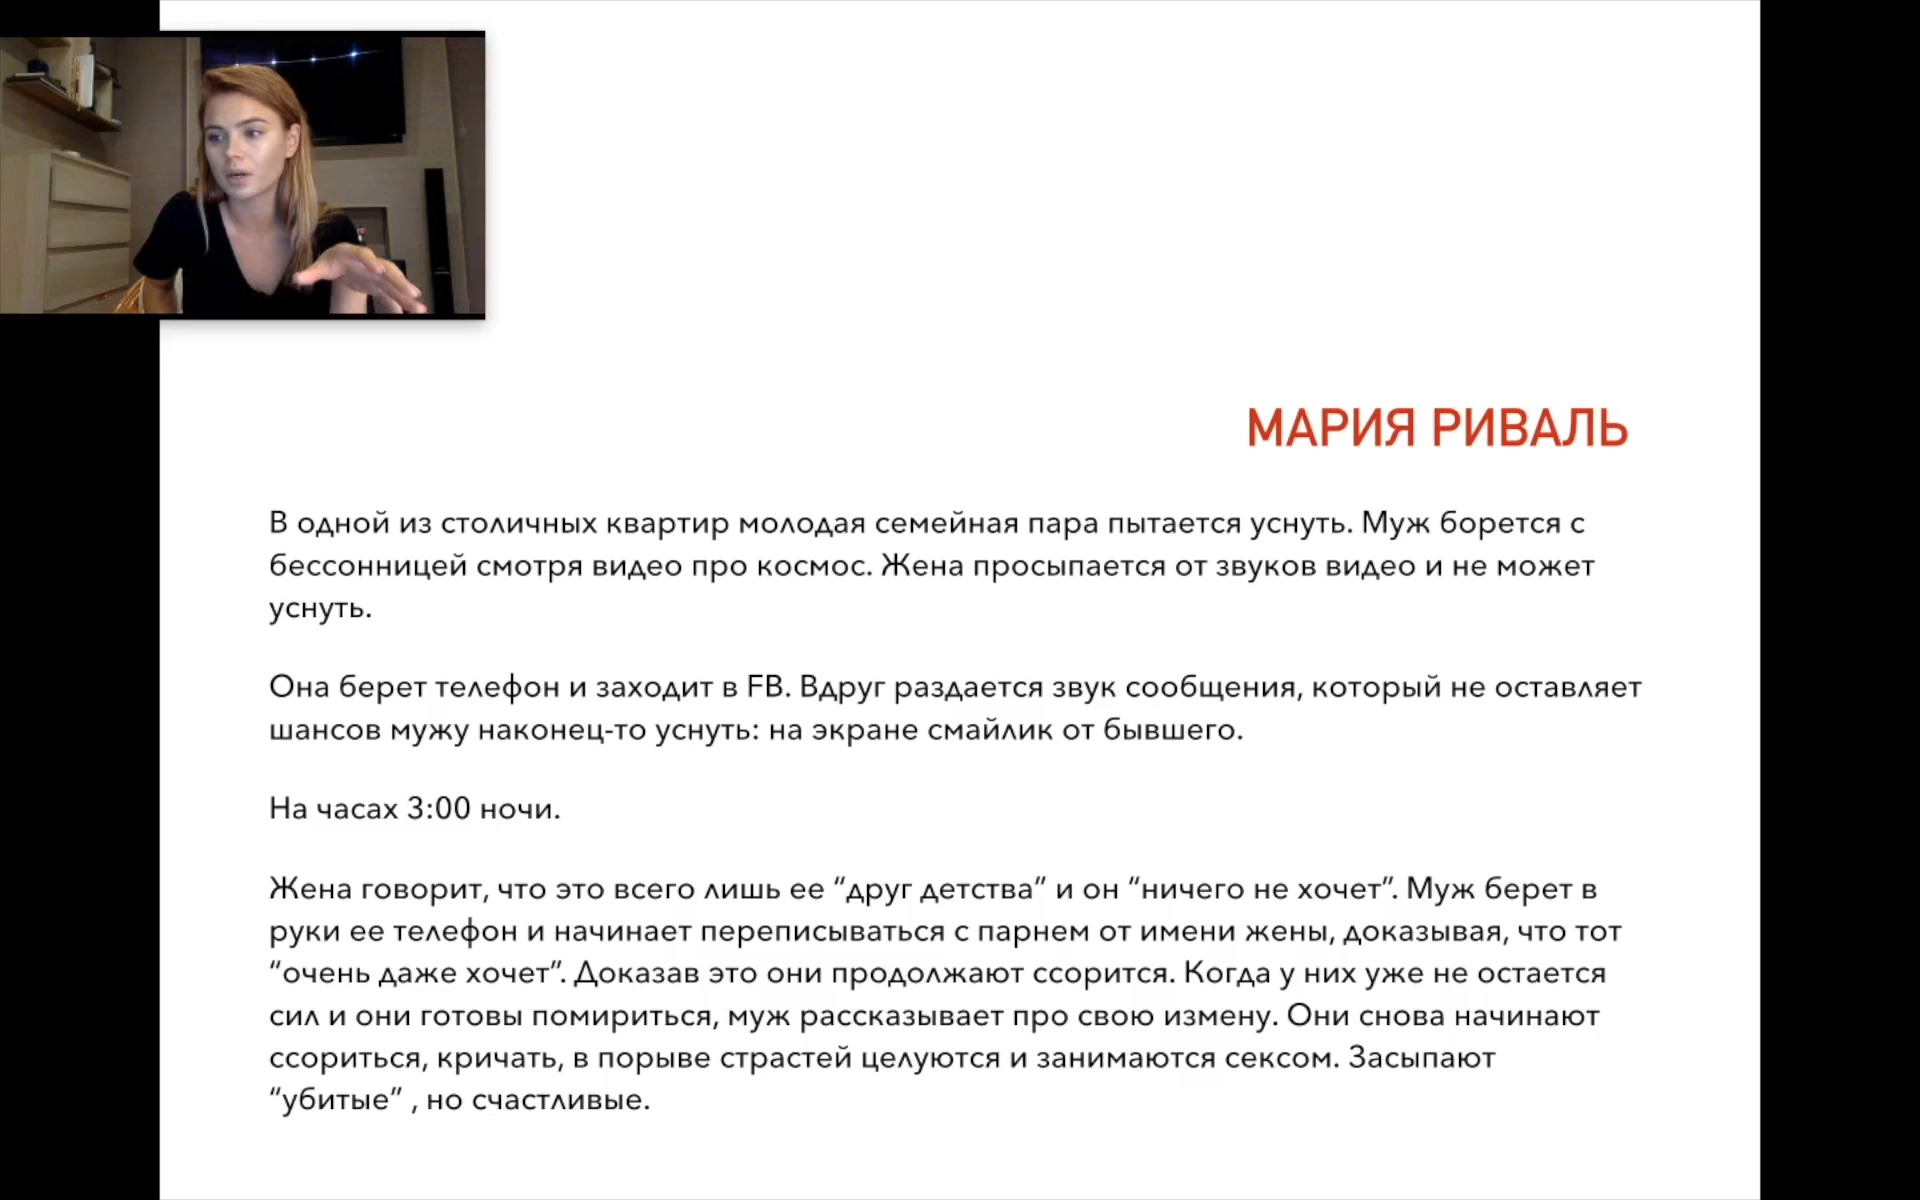 МАРИЯ РИВАЛЬ
В одной из столичных квартир молодая семейная пара пытается уснуть. Муж борется с
бессонницей смотря видео про космос. Жена просыпается от звуков видео и не может
уснуть.
Она берет телефон и заходит в FB. Вдруг раздается звук сообщения, который не оставляет
шансов мужу наконец-то уснуть: на экране смайлик от бывшего.
На часах 3:00 ночи.
Жена говорит, что это всего лишь ее “друг детства” и он “ничего не хочет”. Муж берет в
руки ее телефон и начинает переписываться с парнем от имени жены, доказывая, что тот
“очень даже хочет”. Доказав это они продолжают ссорится. Когда у них уже не остается
сил и они готовы помириться, муж рассказывает про свою измену. Они снова начинают
ссориться, кричать, в порыве страстей целуются и занимаются сексом. Засыпают
“убитые” , но счастливые.